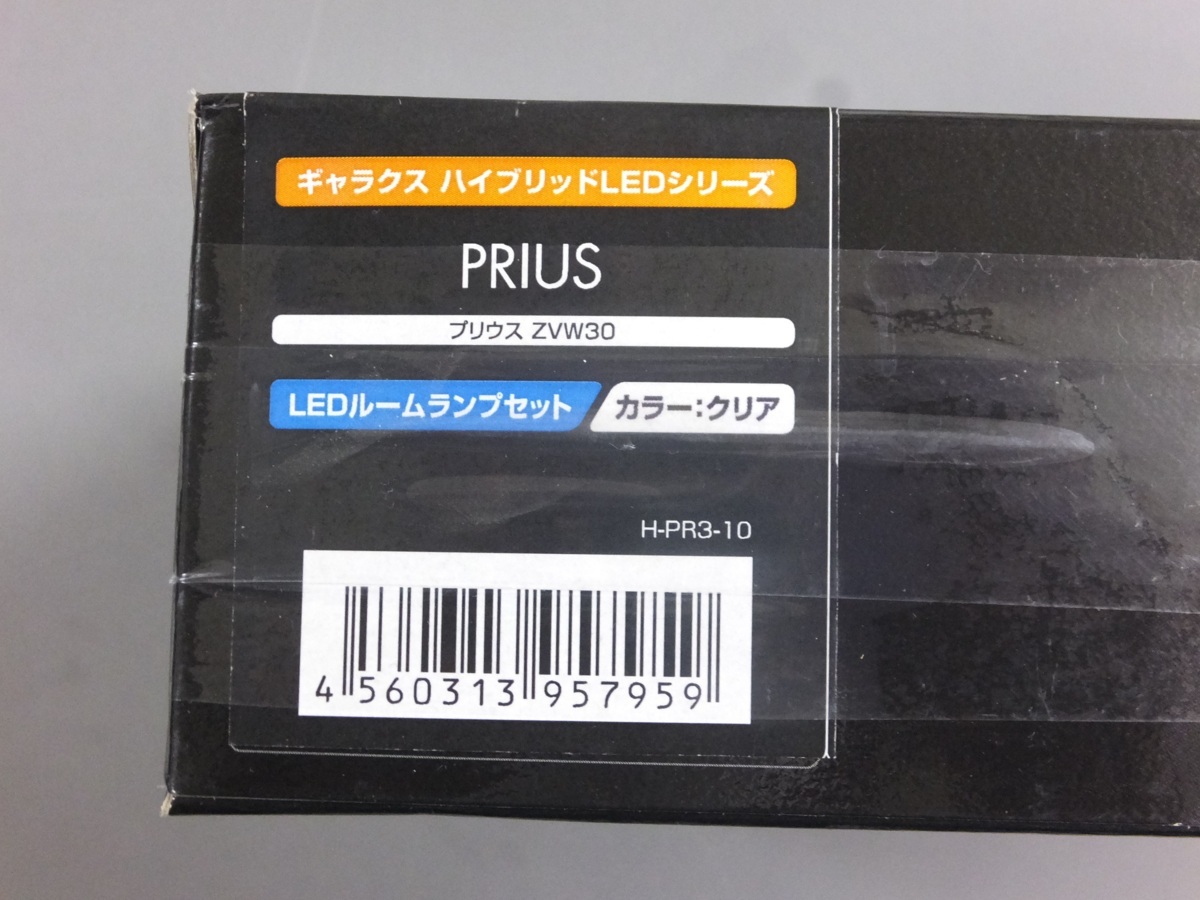 ギャラクス ハイブリッドLEDシリーズ
PRIUS
プリウス ZVW30
LEDルームランプセット カラー:クリア
H-PR3-10
4 560313 957959